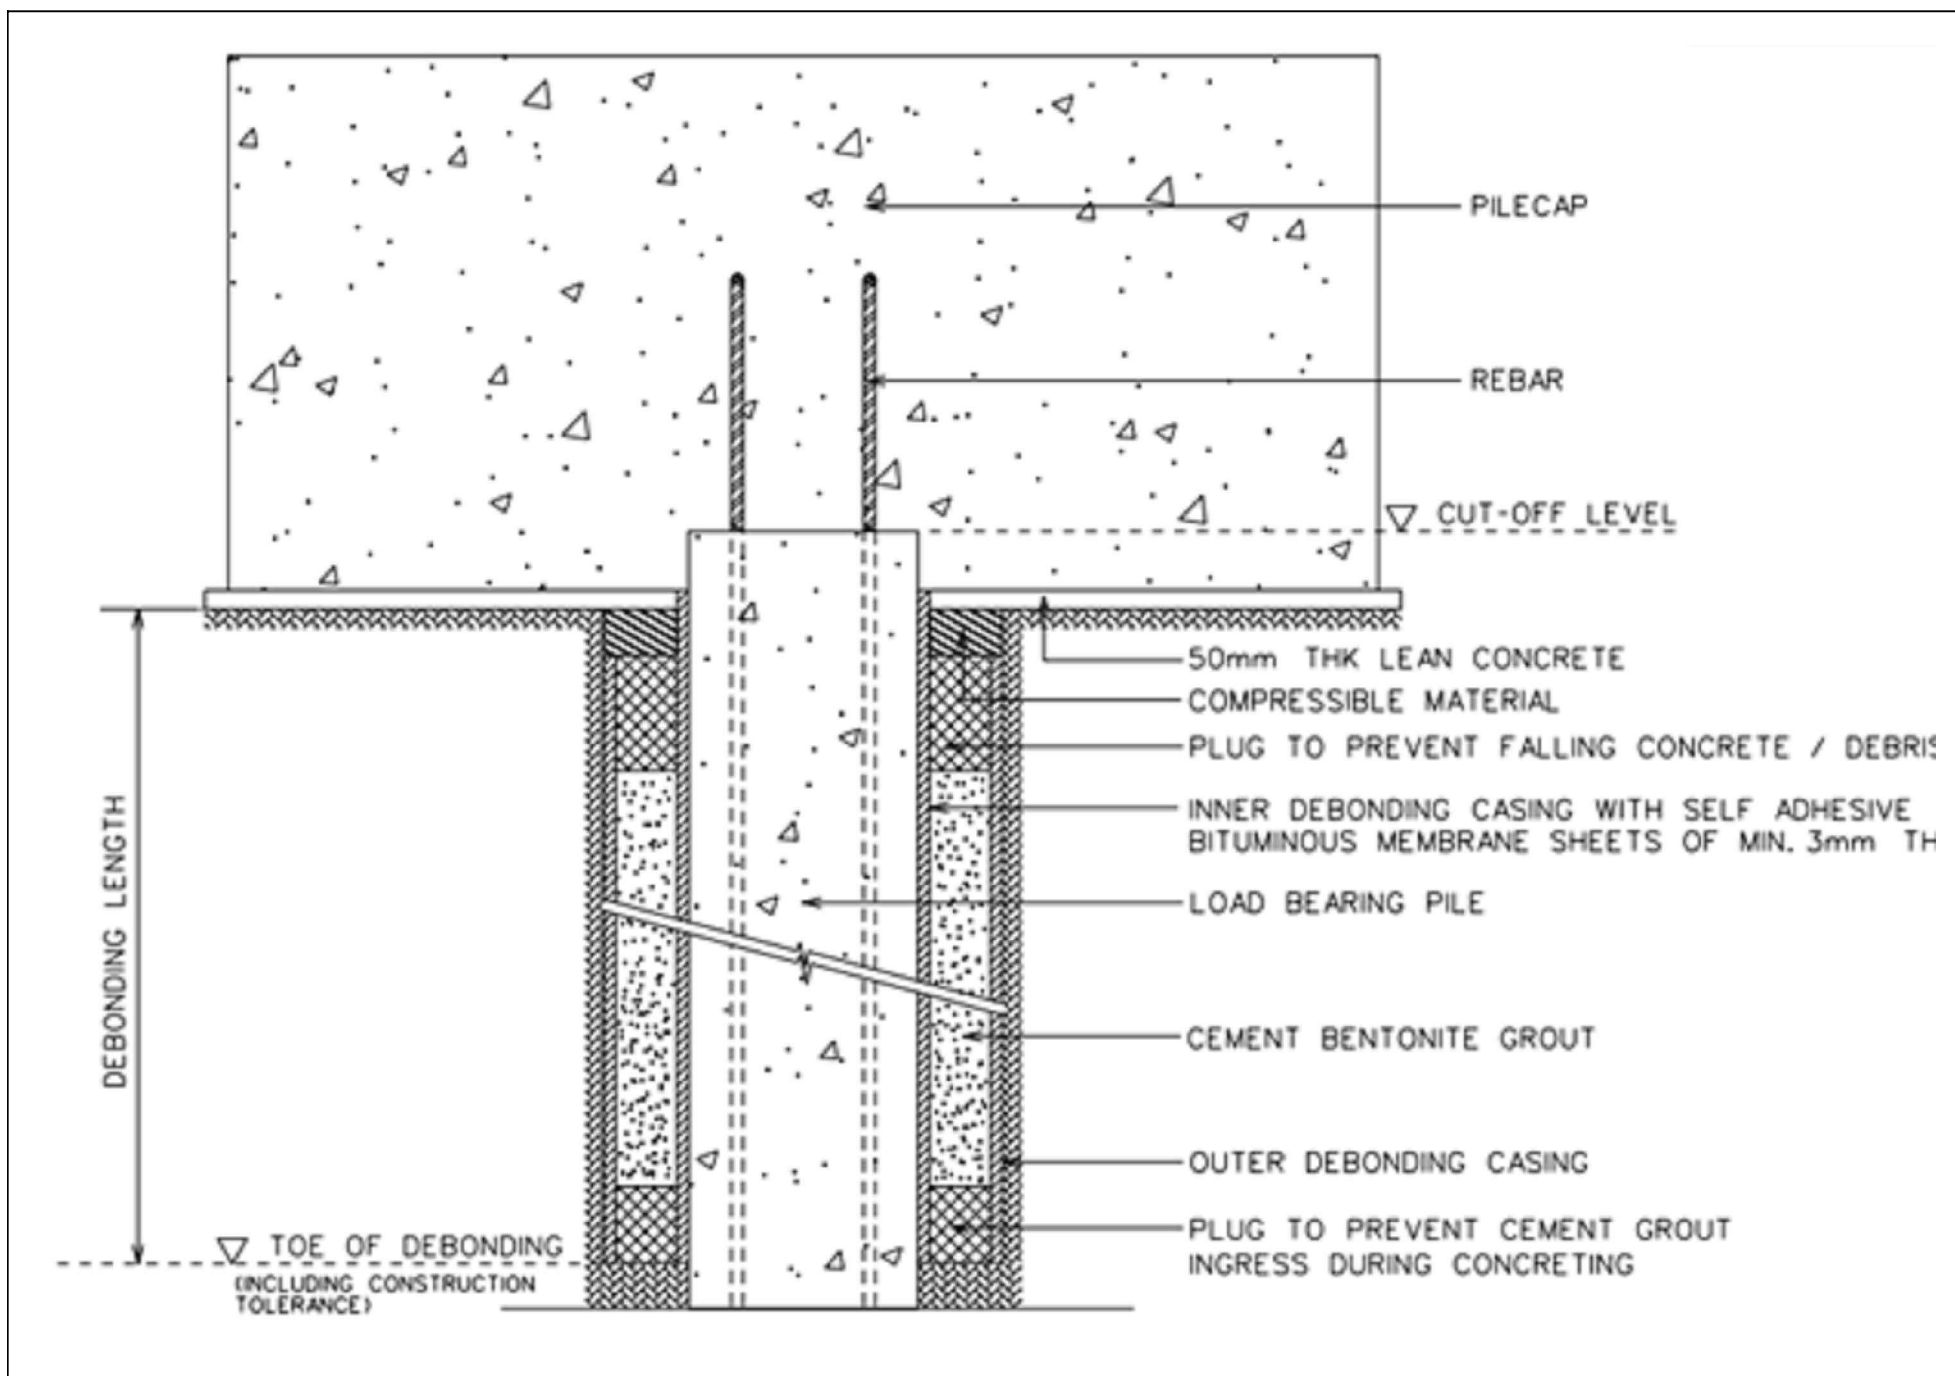 PILECAP
REBAR
CUT-OFF LEVEL
50mm THK LEAN CONCRETE
COMPRESSIBLE MATERIAL
PLUG TO PREVENT FALLING CONCRETE / DEBRIS
INNER DEBONDING CASING WITH SELF ADHESIVE
BITUMINOUS MEMBRANE SHEETS OF MIN. 3mm TH
LOAD BEARING PILE
DEBONDING LENGTH
CEMENT BENTONITE GROUT
OUTER DEBONDING CASING
PLUG TO PREVENT CEMENT GROUT
INGRESS DURING CONCRETING
TOE OF DEBONDING
(INCLUDING CONSTRUCTION
TOLERANCE)